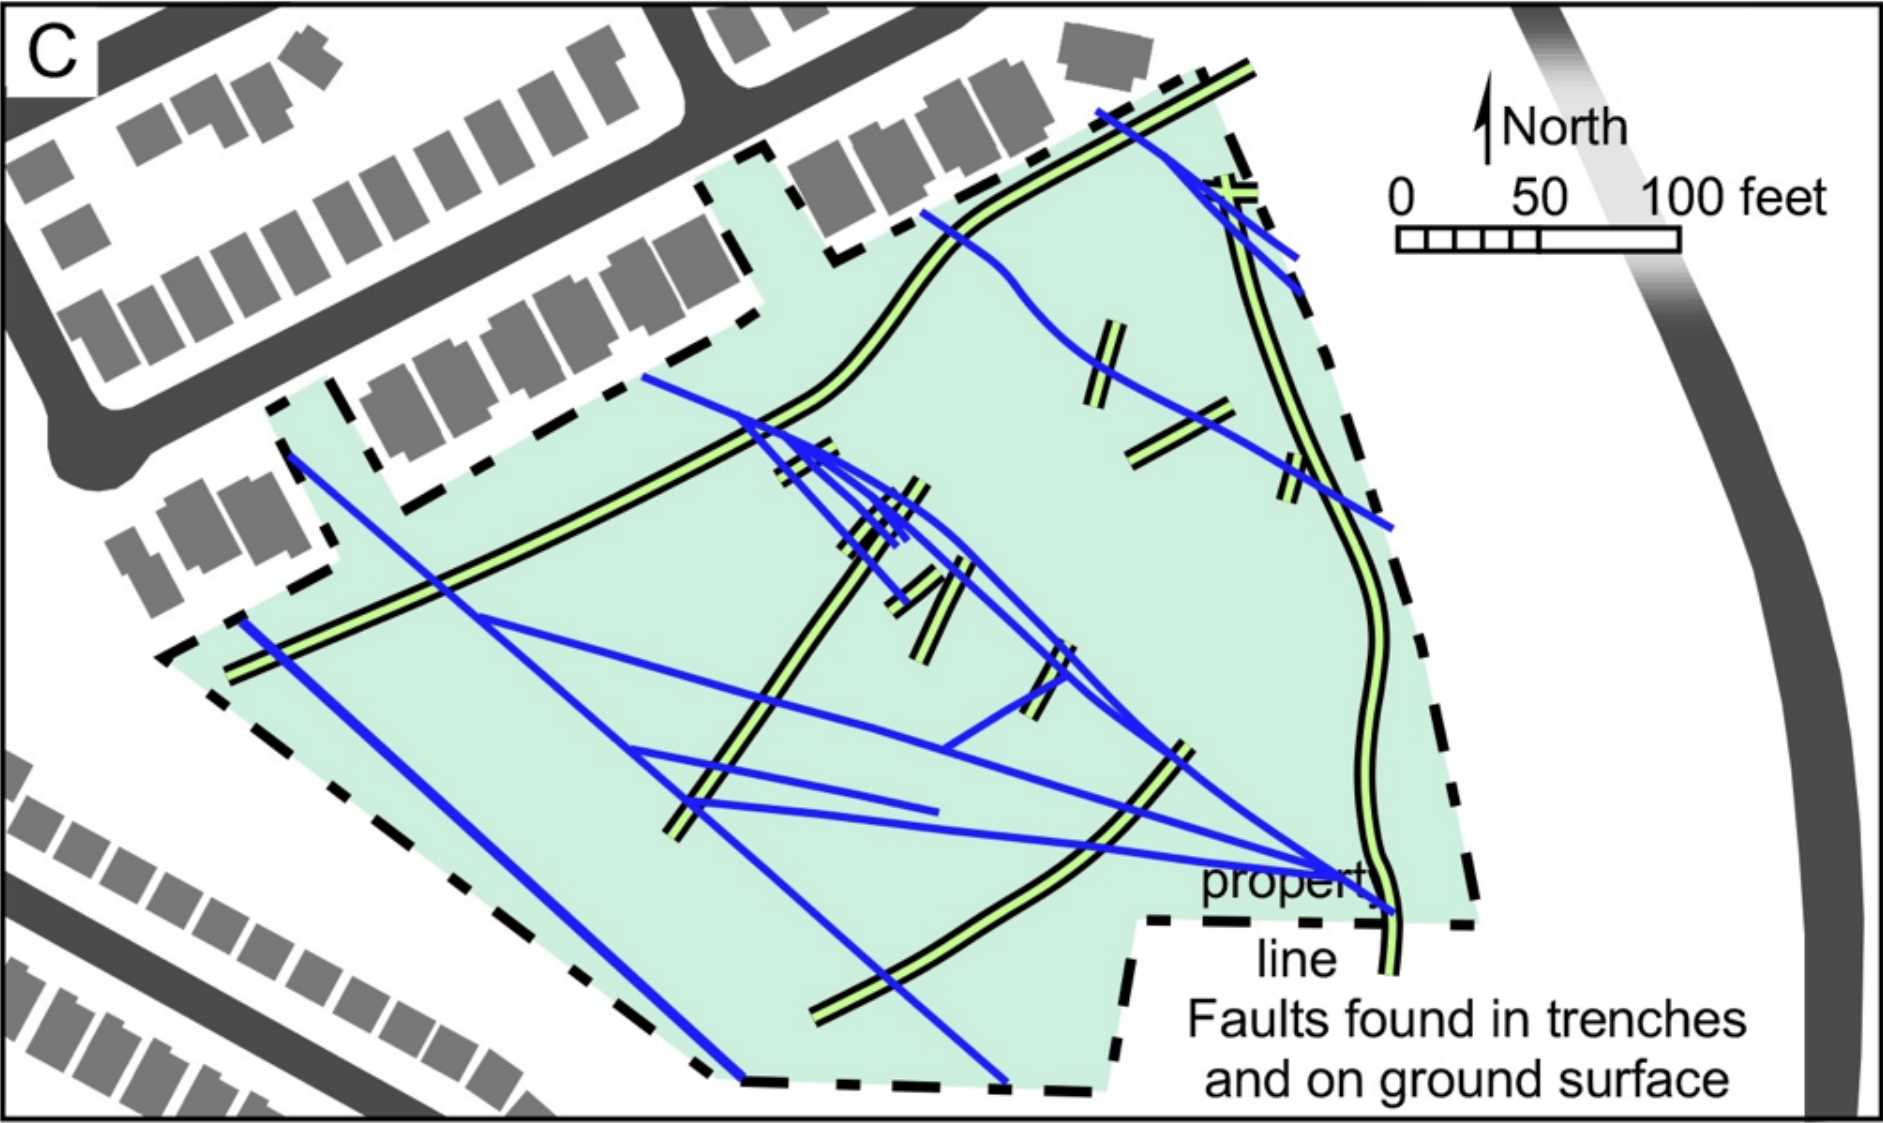 C
North
0 50 100 feet
property
line
Faults found in trenches
and on ground surface